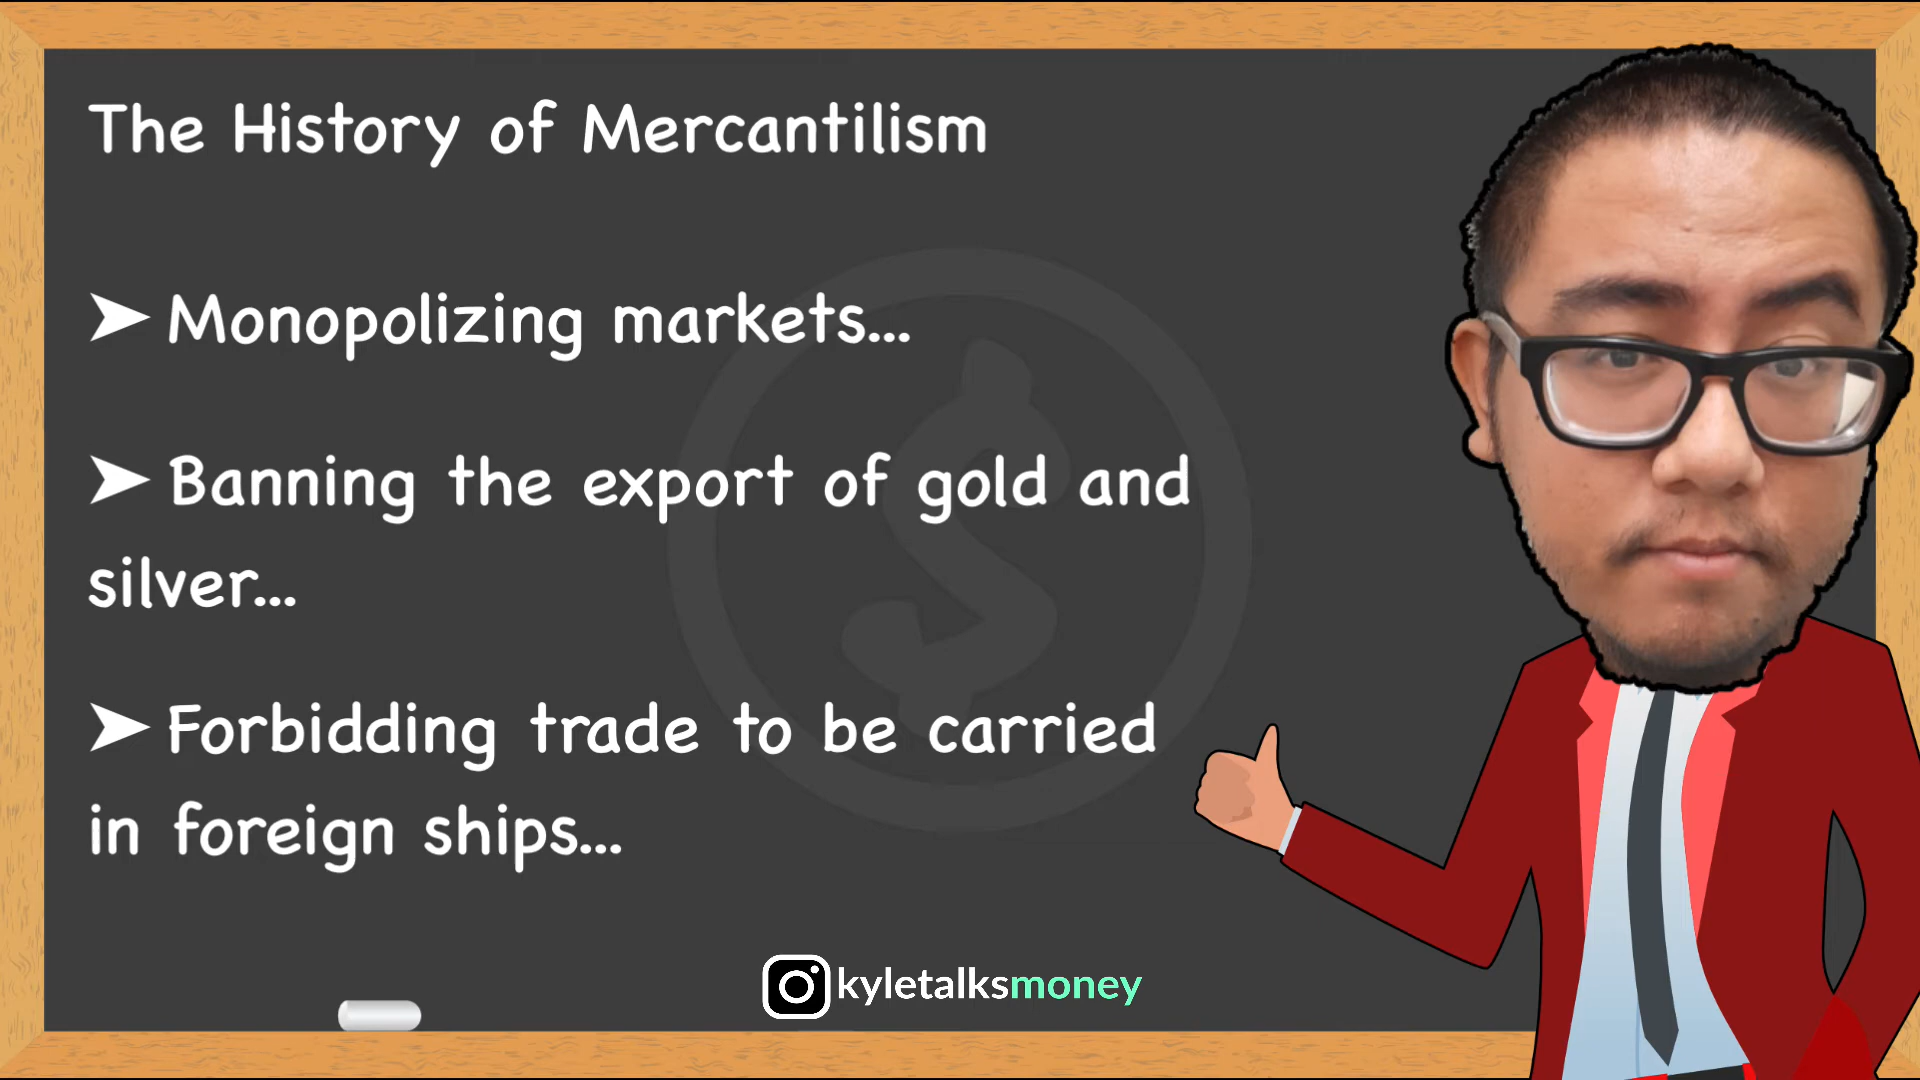 The History of Mercantilism
➤ Monopolizing markets...
➤ Banning the export of gold and
silver...
➤ Forbidding trade to be carried
in foreign ships...
kyletalksmoney